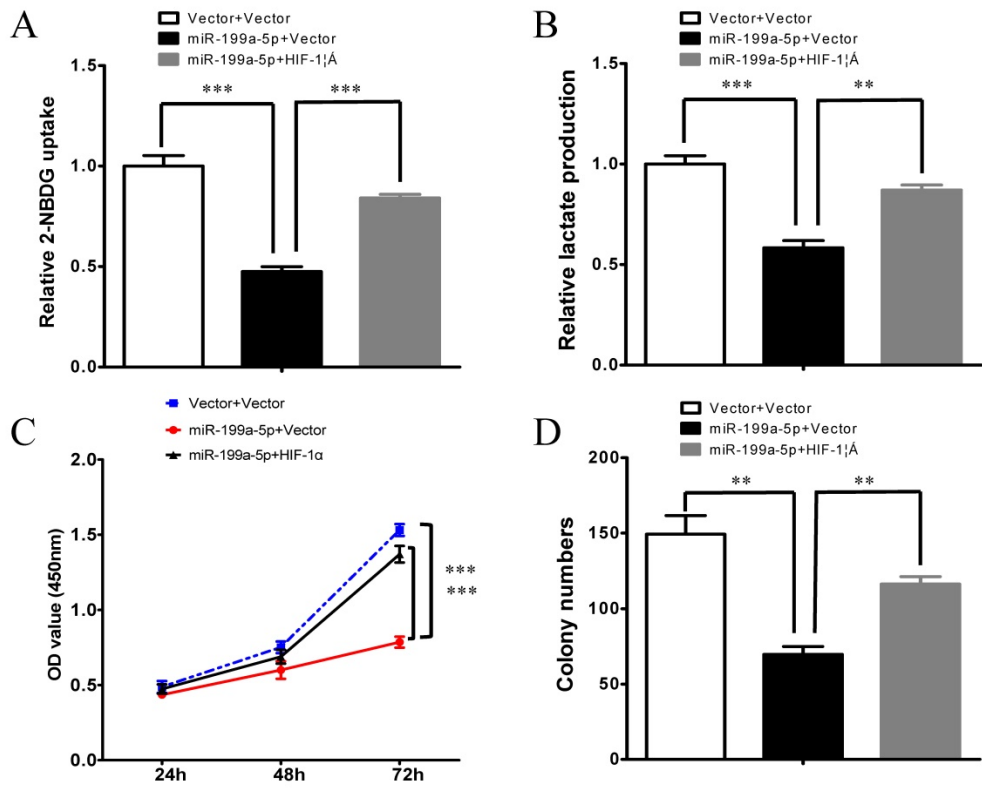 A
Vector+Vector
miR-199a-5p+Vector
miR-199a-5p+HIF-1¦Á
Relative 2-NBDG uptake
1.5
1.0
0.5
0.0
***
***
B
Vector+Vector
miR-199a-5p+Vector
miR-199a-5p+HIF-1¦Á
Relative lactate production
1.5
1.0
0.5
0.0
***
**
C
Vector+Vector
miR-199a-5p+Vector
miR-199a-5p+HIF-1α
OD value (450nm)
2.0
1.5
1.0
0.5
0.0
***
***
24h
48h
72h
D
Vector+Vector
miR-199a-5p+Vector
miR-199a-5p+HIF-1¦Á
Colony numbers
200
150
100
50
0
**
**